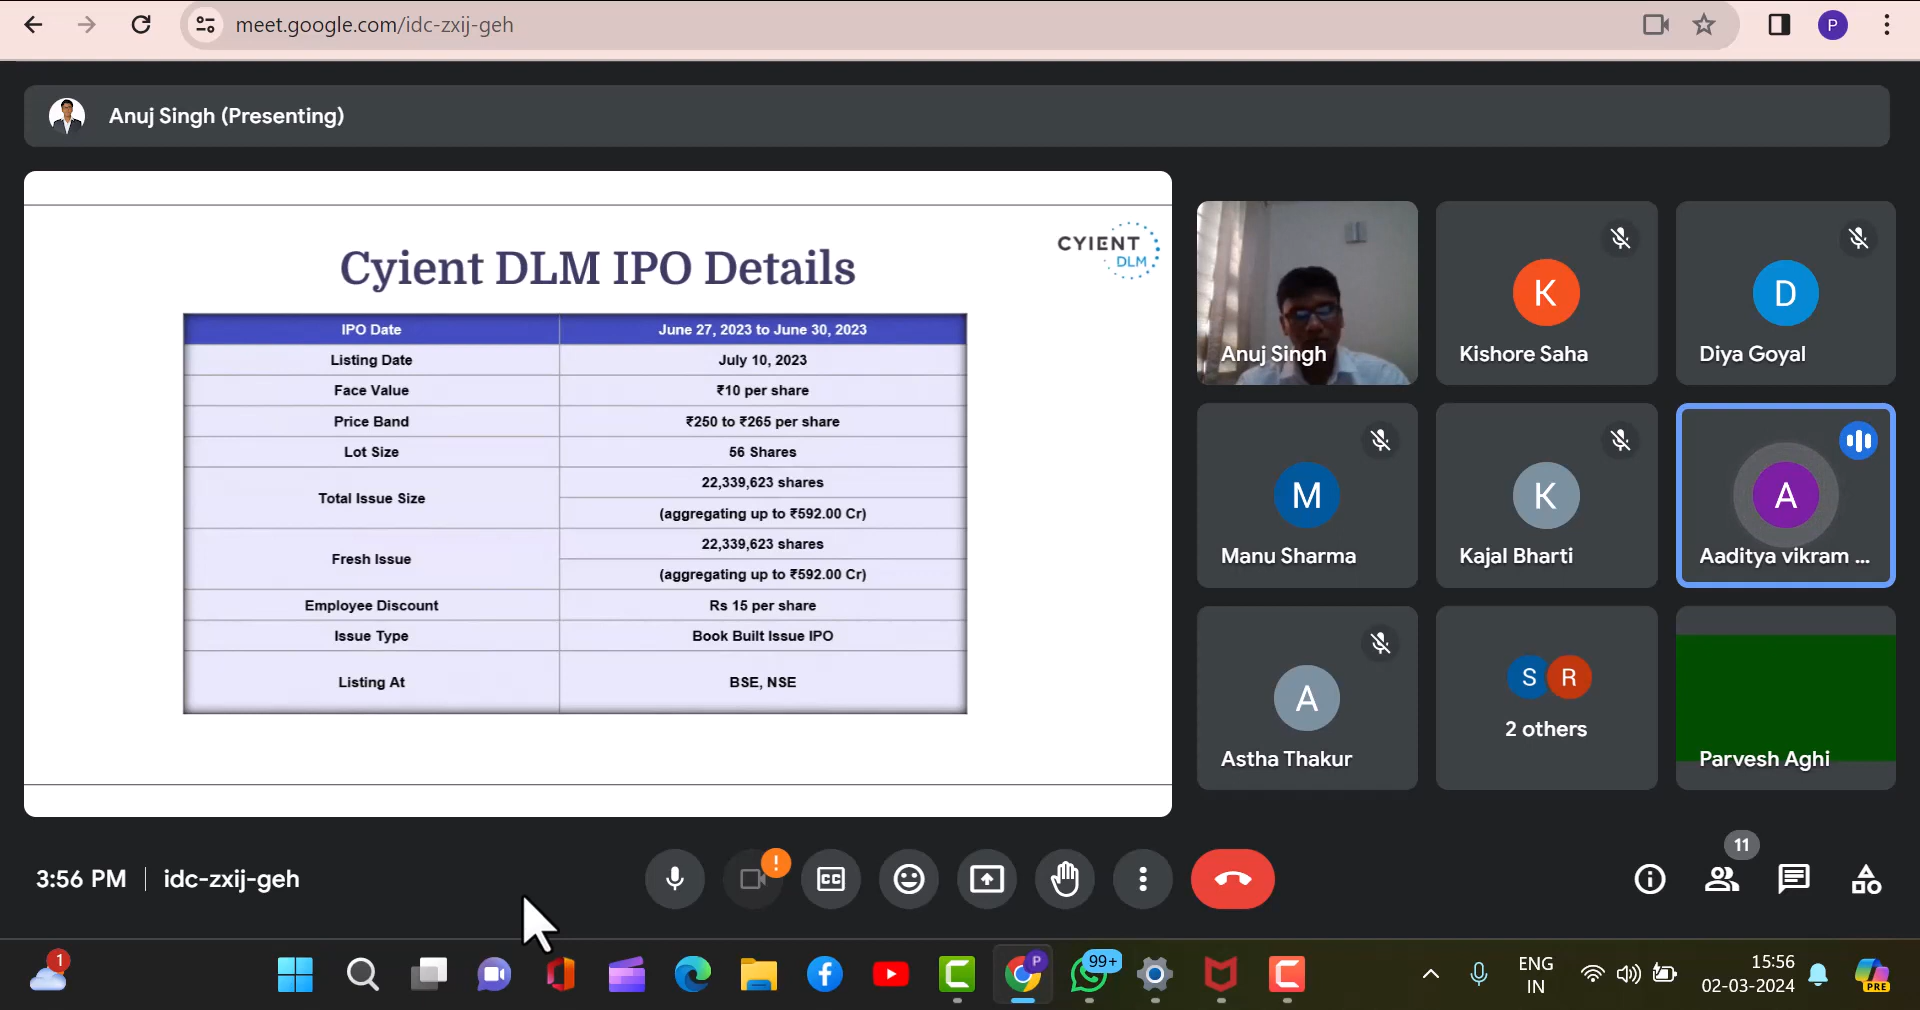 meet.google.com/idc-zxij-geh
P
Anuj Singh (Presenting)
CYIENT
DLM
Cyient DLM IPO Details
IPO Date June 27, 2023 to June 30, 2023
Listing Date July 10, 2023
Face Value ₹10 per share
Price Band ₹250 to ₹265 per share
Lot Size 56 Shares
Total Issue Size 22,339,623 shares
(aggregating up to ₹592.00 Cr)
Fresh Issue 22,339,623 shares
(aggregating up to ₹592.00 Cr)
Employee Discount Rs 15 per share
Issue Type Book Built Issue IPO
Listing At BSE, NSE
Anuj Singh
K
Kishore Saha
D
Diya Goyal
M
Manu Sharma
K
Kajal Bharti
A
Aaditya vikram ...
A
Astha Thakur
S R
2 others
Parvesh Aghi
3:56 PM idc-zxij-geh
!
CC
11
1
P
99+
ENG
IN
15:56
02-03-2024
PRE